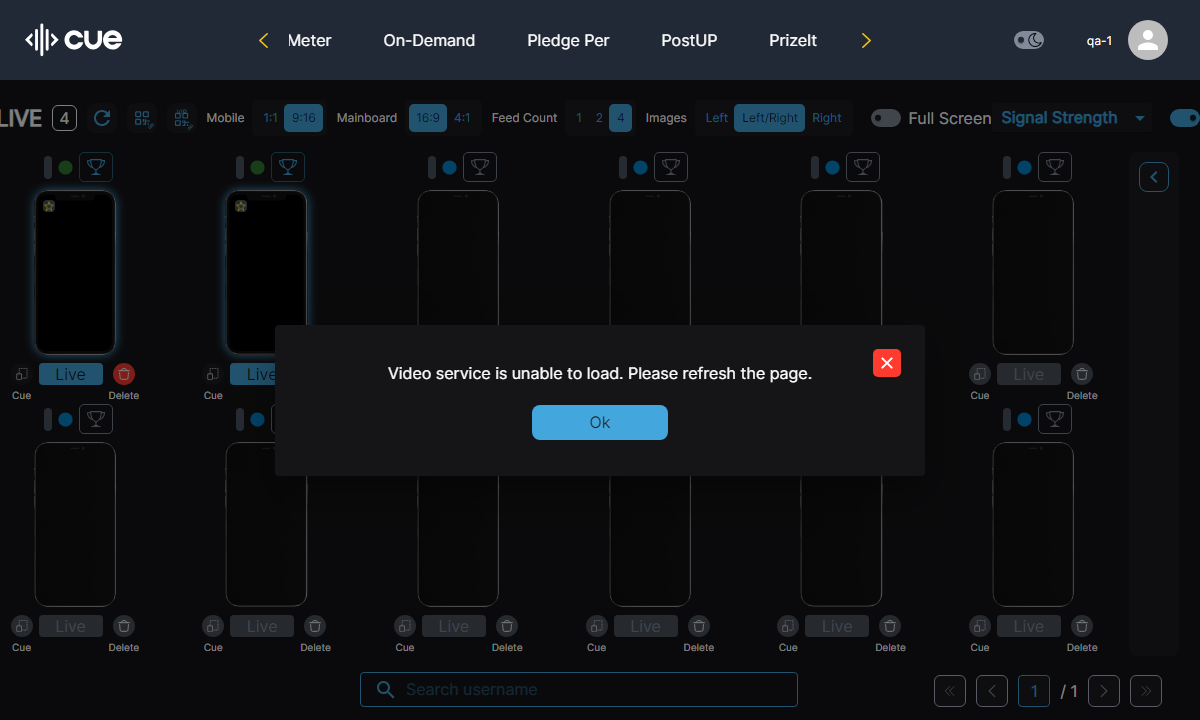 cue
Meter On-Demand Pledge Per PostUP PrizeIt qa-1
LIVE 4 Mobile 1:1 9:16 Mainboard 16:9 4:1 Feed Count 1 2 4 Images Left Left/Right Right Full Screen Signal Strength
Video service is unable to load. Please refresh the page.
Ok
Live Live Live
Cue Delete Cue Cue Delete
Live Live Live Live Live Live
Cue Delete Cue Delete Cue Delete Cue Delete Cue Delete Cue Delete
Search username 1 / 1